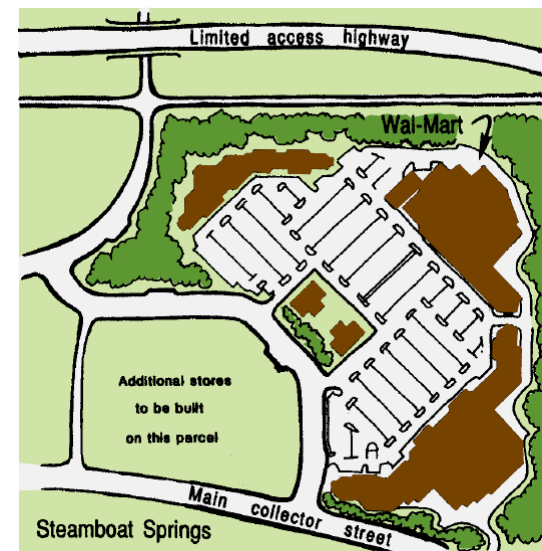 Limited access highway
Wal-Mart
Additional stores
to be built
on this parcel
A
Main collector street
Steamboat Springs